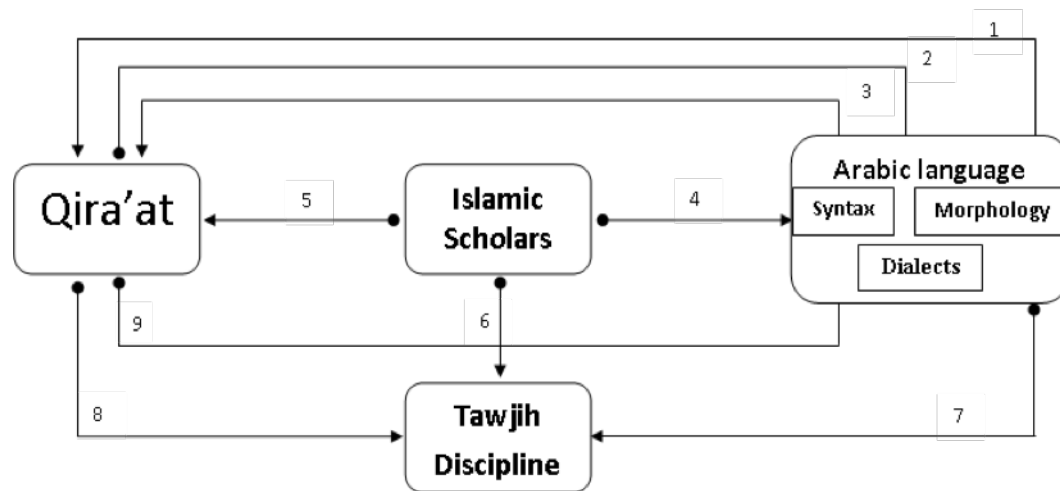 1
2
3
Qira’at
5
Islamic
Scholars
4
Arabic language
Syntax
Morphology
Dialects
9
6
8
Tawjih
Discipline
7